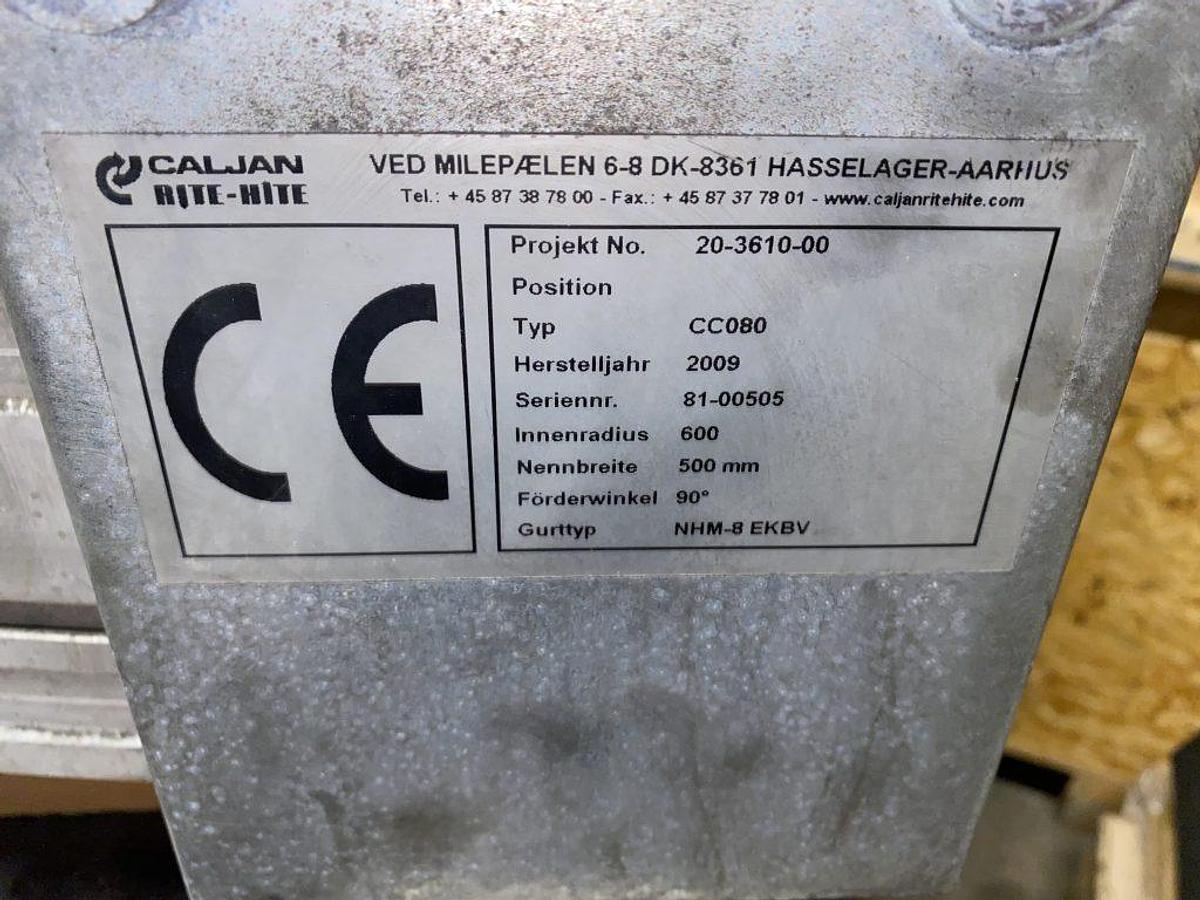 CALJAN
RITE-HITE
VED MILEPÆLEN 6-8 DK-8361 HASSELAGER-AARHUS
Tel.: + 45 87 38 78 00 - Fax.: + 45 87 37 78 01 - www.caljanritehite.com
CE
Projekt No. 20-3610-00
Position
Typ CC080
Herstelljahr 2009
Seriennr. 81-00505
Innenradius 600
Nennbreite 500 mm
Förderwinkel 90°
Gurttyp NHM-8 EKBV